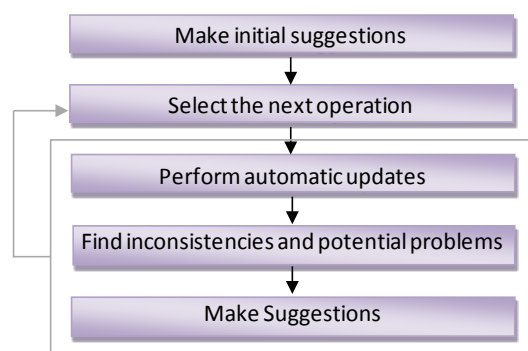 Make initial suggestions
Select the next operation
Perform automatic updates
Find inconsistencies and potential problems
Make Suggestions